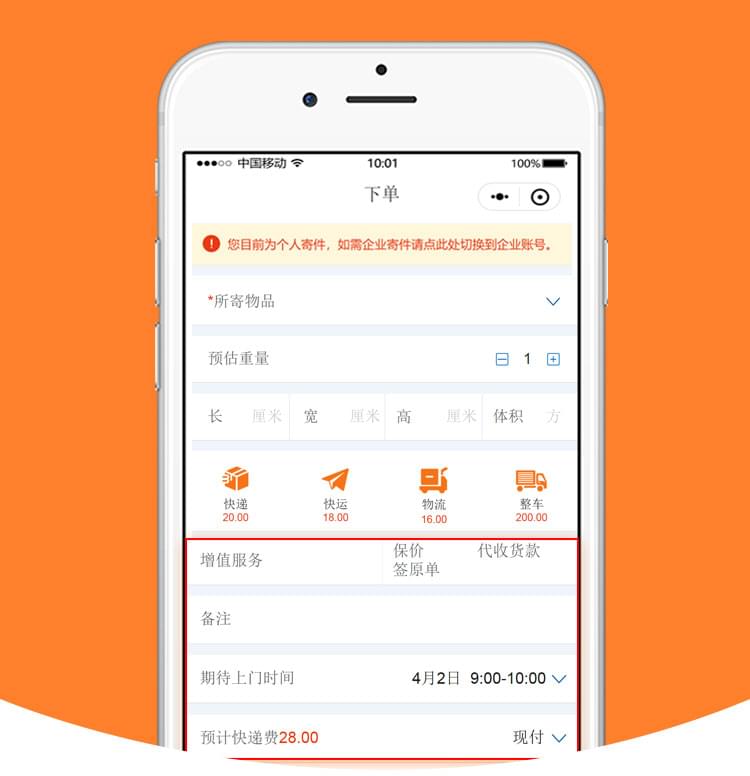 中国移动 10:01 100%
下单
您目前为个人寄件，如需企业寄件请点此处切换到企业账号。
*所寄物品
预估重量 1
长 厘米 宽 厘米 高 厘米 体积 方
快递 快运 物流 整车
20.00 18.00 16.00 200.00
增值服务 保价 代收货款
签原单
备注
期待上门时间 4月2日 9:00-10:00
预计快递费28.00 现付